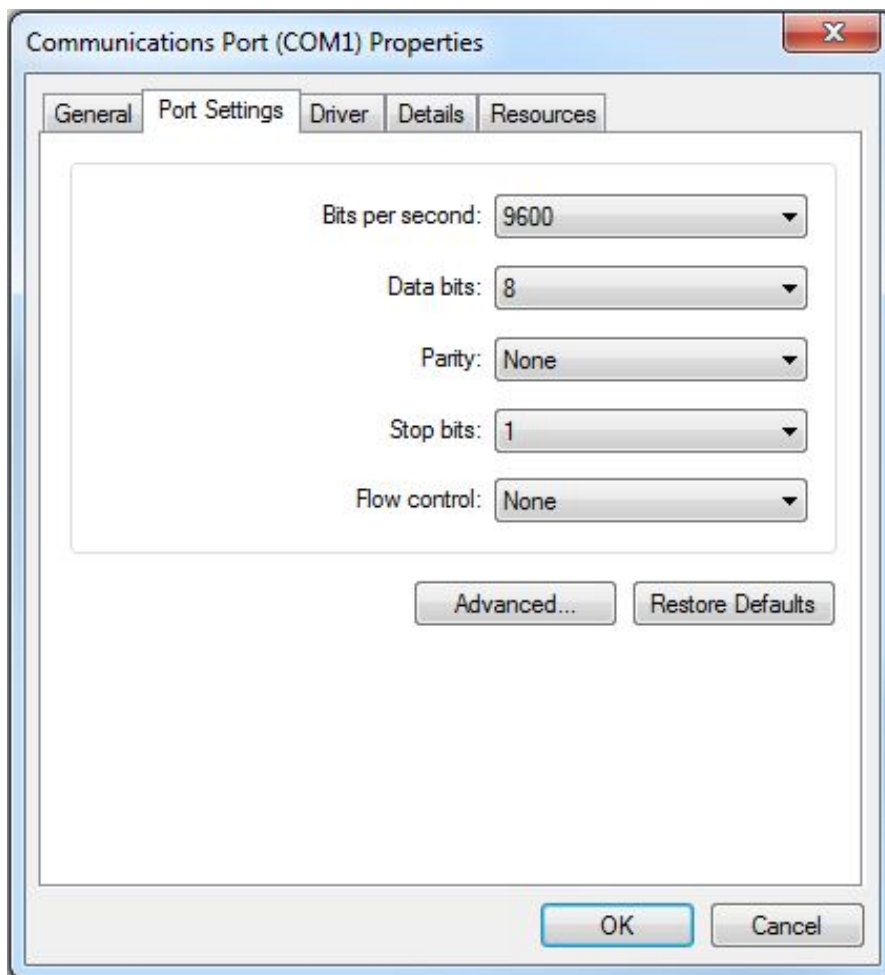 Communications Port (COM1) Properties
General Port Settings Driver Details Resources
Bits per second: 9600
Data bits: 8
Parity: None
Stop bits: 1
Flow control: None
Advanced... Restore Defaults
OK Cancel